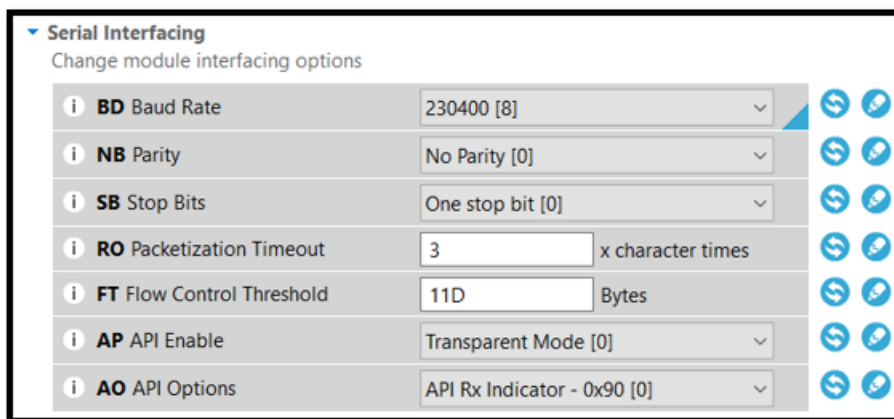 Serial Interfacing
Change module interfacing options
i BD Baud Rate 230400 [8]
i NB Parity No Parity [0]
i SB Stop Bits One stop bit [0]
i RO Packetization Timeout 3 x character times
i FT Flow Control Threshold 11D Bytes
i AP API Enable Transparent Mode [0]
i AO API Options API Rx Indicator - 0x90 [0]